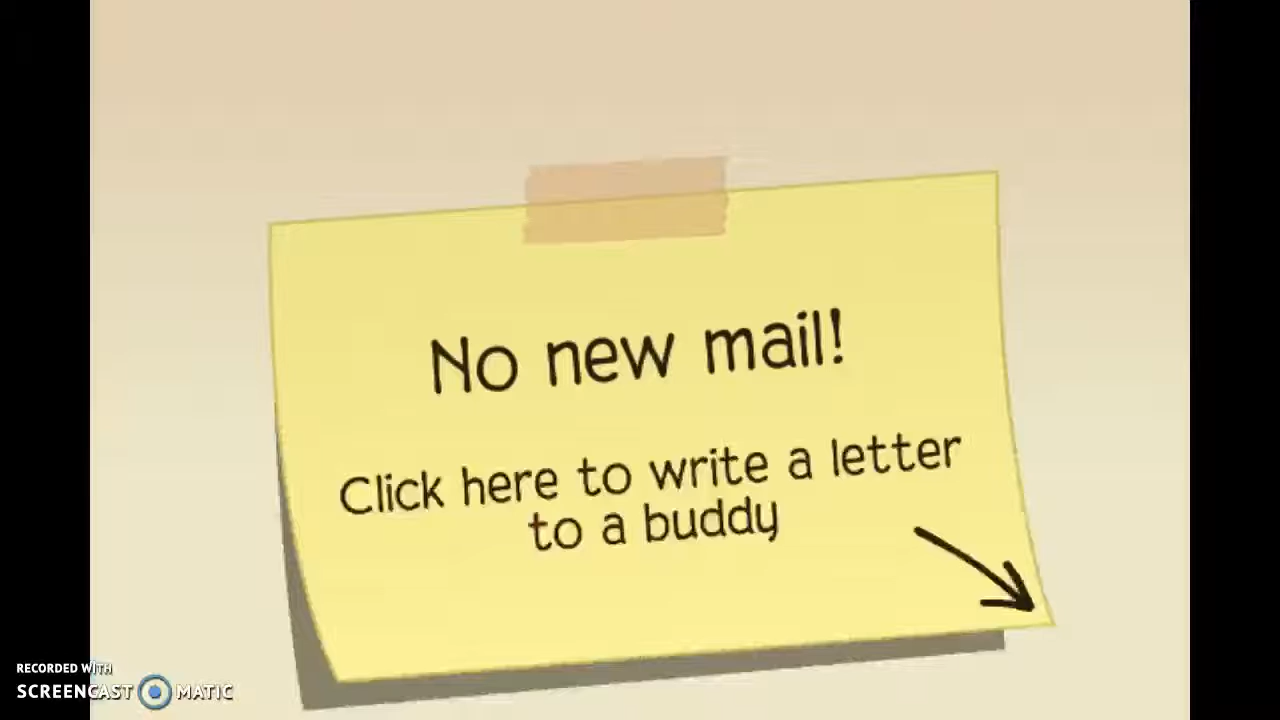 No new mail!
Click here to write a letter
to a buddy
RECORDED WITH
SCREENCAST MATIC